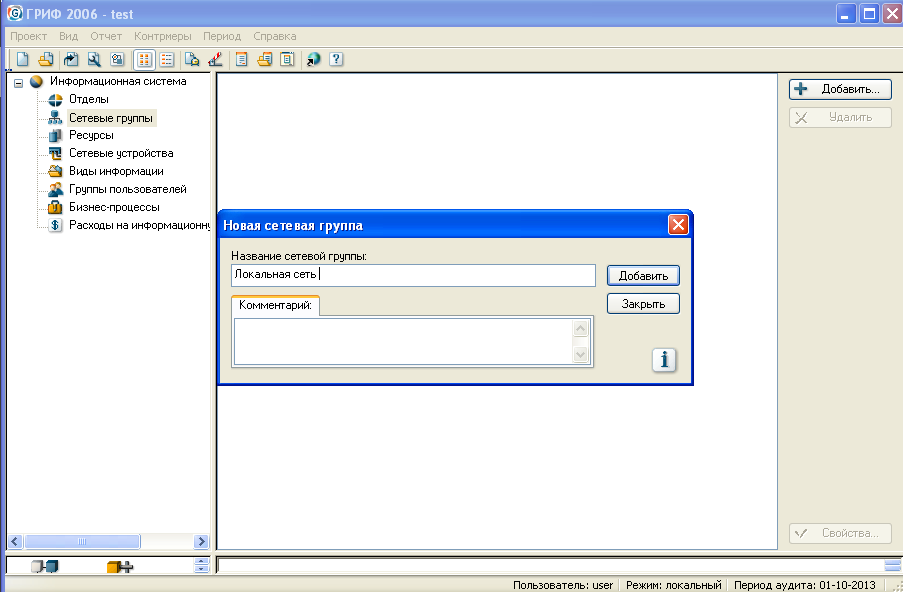 ГРИФ 2006 - test
Проект Вид Отчет Контрмеры Период Справка
Информационная система
Отделы
Сетевые группы
Ресурсы
Сетевые устройства
Виды информации
Группы пользователей
Бизнес-процессы
Расходы на информационну
Добавить...
Удалить
Новая сетевая группа
Название сетевой группы:
Локальная сеть
Добавить
Комментарий:
Закрыть
Свойства...
Пользователь: user Режим: локальный Период аудита: 01-10-2013